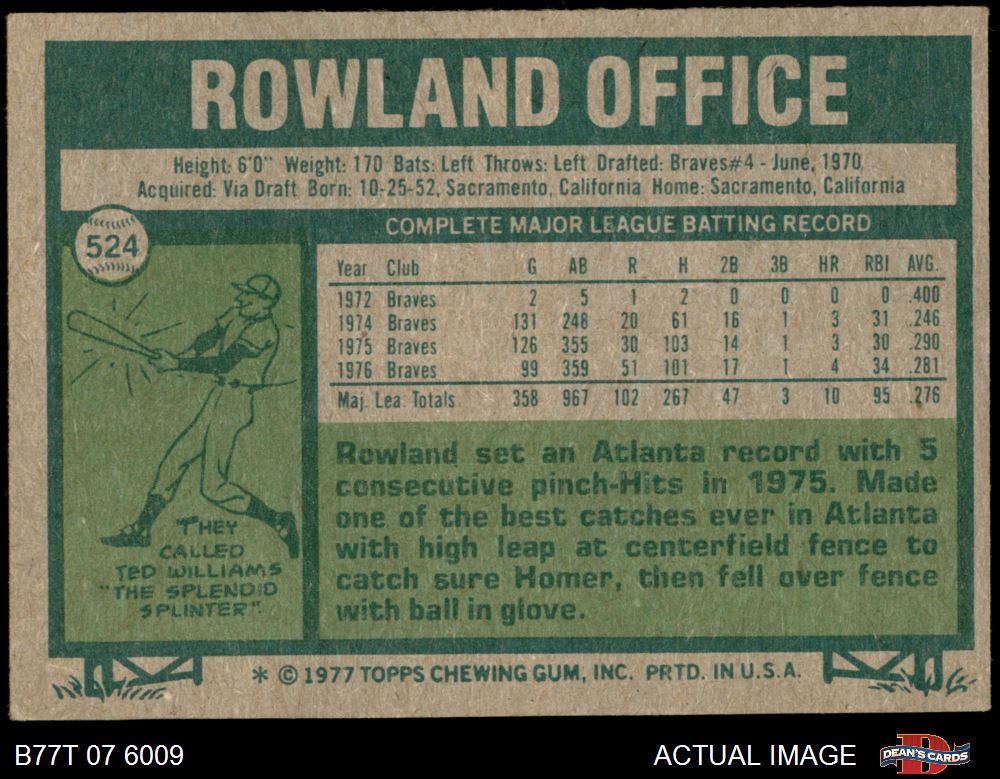 ROWLAND OFFICE
Height: 6'0" Weight: 170 Bats: Left Throws: Left Drafted: Braves#4 - June, 1970
Acquired: Via Draft Born: 10-25-52, Sacramento, California Home: Sacramento, California
524
COMPLETE MAJOR LEAGUE BATTING RECORD
Year Club G AB R H 2B 3B HR RBI AVG.
1972 Braves 2 5 1 2 0 0 0 0 .400
1974 Braves 131 248 20 61 16 1 3 31 .246
1975 Braves 126 355 30 103 14 1 3 30 .290
1976 Braves 99 359 51 101 17 1 4 34 .281
Maj. Lea. Totals 358 967 102 267 47 3 10 95 .276
THEY
CALLED
TED WILLIAMS
"THE SPLENDID
SPLINTER".
Rowland set an Atlanta record with 5
consecutive pinch-Hits in 1975. Made
one of the best catches ever in Atlanta
with high leap at centerfield fence to
catch sure Homer, then fell over fence
with ball in glove.
* © 1977 TOPPS CHEWING GUM, INC. PRTD. IN U.S.A.
B77T 07 6009
ACTUAL IMAGE
DEAN'S CARDS